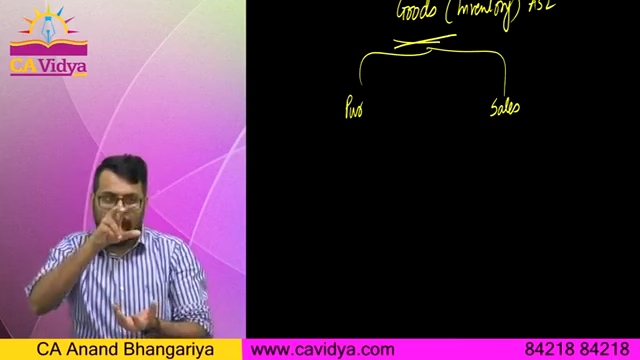 Goods (Inventory) AS2
Pur
Sales
CA Vidya
CA Anand Bhangariya
www.cavidya.com
84218 84218